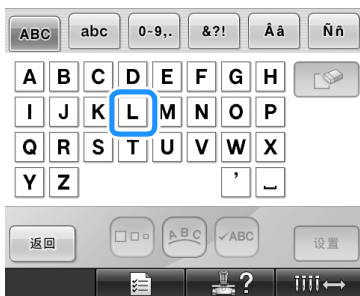 ABC abc 0~9,. &?! Ââ Ññ
A B C D E F G H
I J K L M N O P
Q R S T U V W X
Y Z ’ ⎵
返回 ABC ✓ABC 设置
?